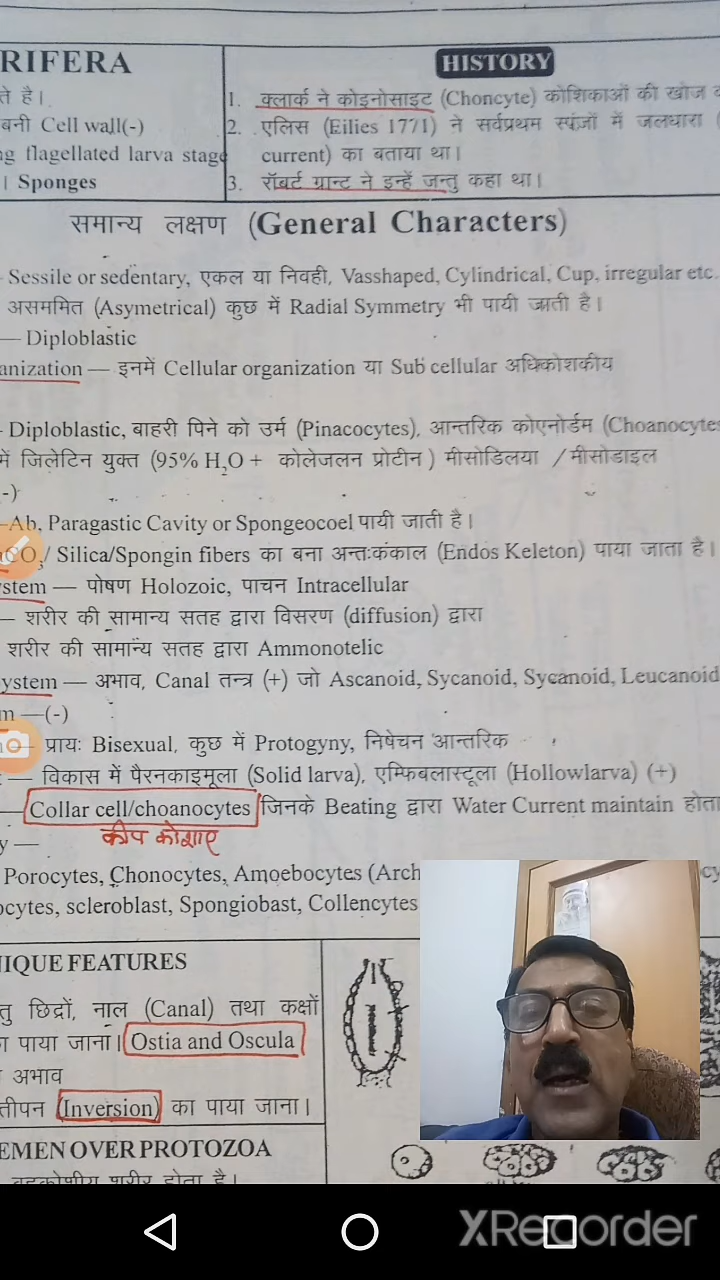 RIFERA
HISTORY
ते है।
1. क्लार्क ने कोइनोसाइट (Choncyte) कोशिकाओं की खोज
बनी Cell wall(-)
2. एलिस (Eilies 1771) ने सर्वप्रथम स्पंजों में जलधारा (
ng flagellated larva stage
current) का बताया था।
। Sponges
3. रॉबर्ट ग्रान्ट ने इन्हें जन्तु कहा था।
समान्य लक्षण (General Characters)
Sessile or sedentary, एकल या निवही, Vasshaped, Cylindrical, Cup, irregular etc.
असममित (Asymetrical) कुछ में Radial Symmetry भी पायी जाती है।
— Diploblastic
anization — इनमें Cellular organization या Sub cellular अधिकोशकीय
- Diploblastic, बाहरी पिने को उर्म (Pinacocytes), आन्तरिक कोएनोर्डम (Choanocytes
में जिलेटिन युक्त (95% H₂O + कोलेजलन प्रोटीन ) मीसोडिलया / मीसोडाइल
-)
—Ab, Paragastic Cavity or Spongeocoel पायी जाती है।
CO₃/ Silica/Spongin fibers का बना अन्तःकंकाल (Endos Keleton) पाया जाता है।
stem — पोषण Holozoic, पाचन Intracellular
— शरीर की सामान्य सतह द्वारा विसरण (diffusion) द्वारा
शरीर की सामान्य सतह द्वारा Ammonotelic
ystem — अभाव, Canal तन्त्र (+) जो Ascanoid, Sycanoid, Sycanoid, Leucanoid
m —(-)
प्रायः Bisexual, कुछ में Protogyny, निषेचन आन्तरिक
— विकास में पैरनकाइमूला (Solid larva), एम्फिबलास्टूला (Hollowlarva) (+)
Collar cell/choanocytes जिनके Beating द्वारा Water Current maintain होता
कीप कोशाए
y —
Porocytes, Chonocytes, Amoebocytes (Arch
ocytes, scleroblast, Spongiobast, Collencytes
IQUE FEATURES
तु छिद्रों, नाल (Canal) तथा कक्षों
ा पाया जाना। Ostia and Oscula
अभाव
तीपन (Inversion) का पाया जाना।
EMEN OVER PROTOZOA
बहुकोशीय शरीर होता है।
XRecorder